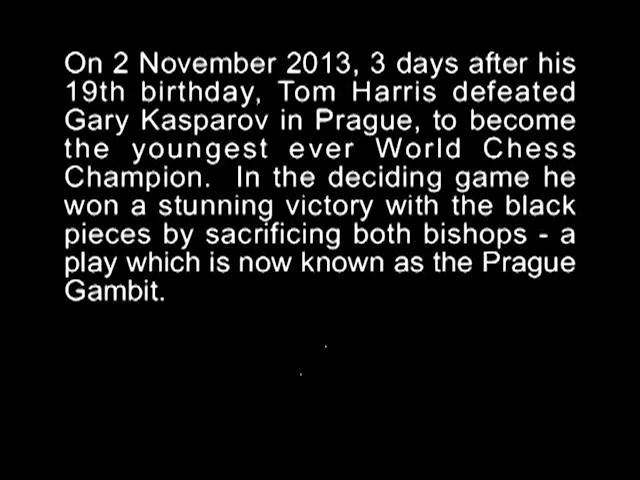 On 2 November 2013, 3 days after his
19th birthday, Tom Harris defeated
Gary Kasparov in Prague, to become
the youngest ever World Chess
Champion. In the deciding game he
won a stunning victory with the black
pieces by sacrificing both bishops - a
play which is now known as the Prague
Gambit.